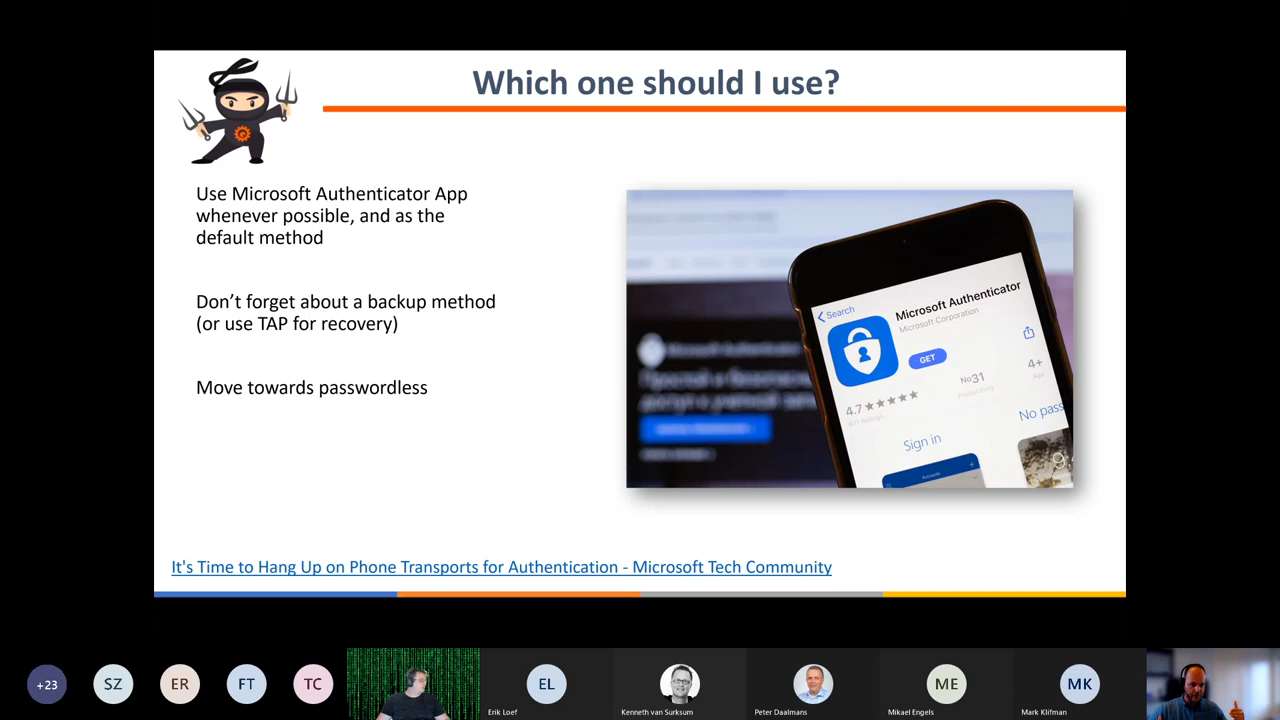 Which one should I use?
Use Microsoft Authenticator App
whenever possible, and as the
default method
Don’t forget about a backup method
(or use TAP for recovery)
Move towards passwordless
Search
Microsoft Authenticator
Microsoft Corporation
GET
4.7 ★★★★★
No31
4+
Sign in
No pass
Accounts
It's Time to Hang Up on Phone Transports for Authentication - Microsoft Tech Community
+23
SZ
ER
FT
TC
EL
ME
MK
Erik Loef
Kenneth van Surksum
Peter Daalmans
Mikael Engels
Mark Klifman